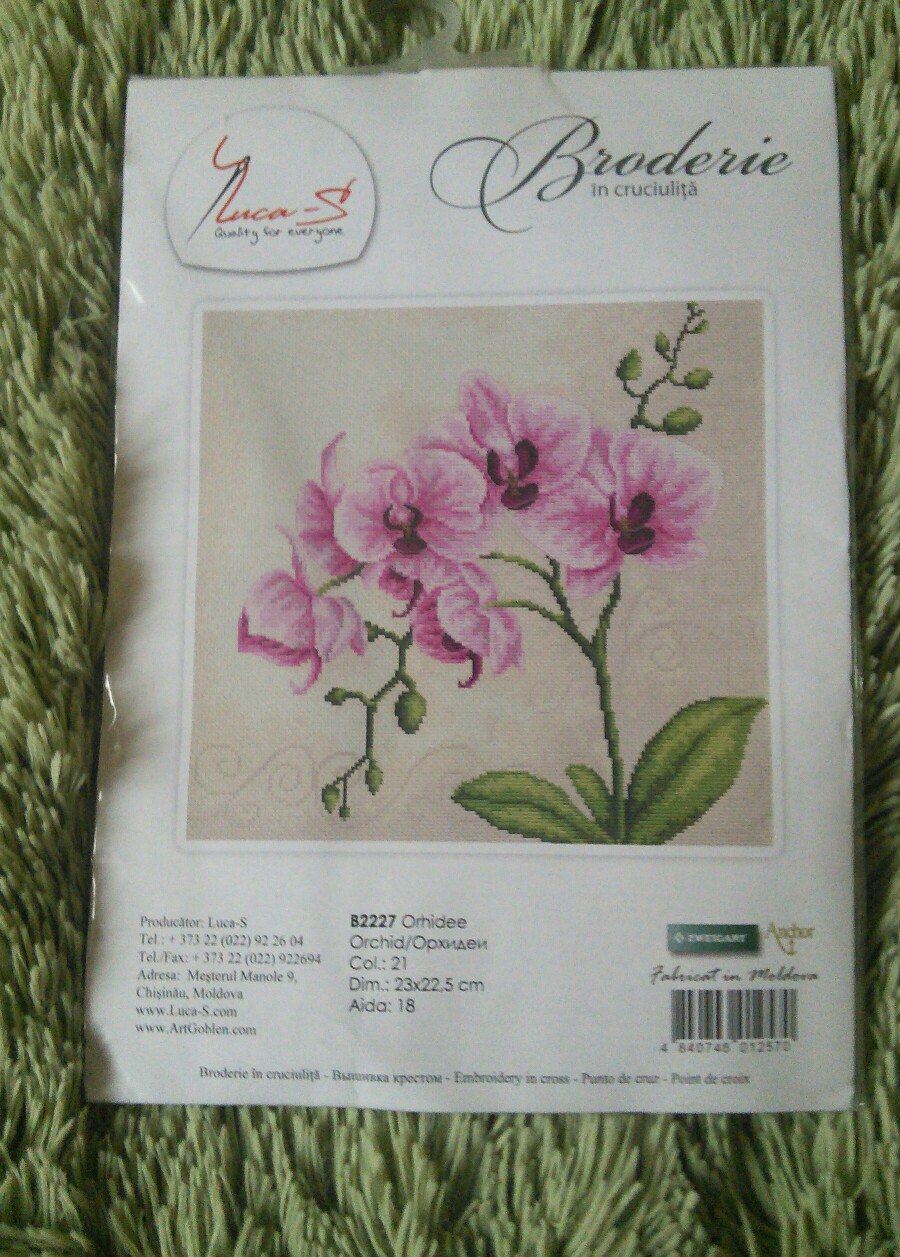 Luca-S
Quality for everyone
Broderie
în cruciuliță
Producător: Luca-S
Tel.: + 373 22 (022) 92 26 04
Tel./Fax: + 373 22 (022) 922694
Adresa: Meșterul Manole 9,
Chișinău, Moldova
www.Luca-S.com
www.ArtGoblen.com
B2227 Orhidee
Orchid/Орхидеи
Col.: 21
Dim.: 23x22,5 cm
Aida: 18
ZWEIGART
Anchor
Fabricat in Moldova
4 840746 012570
Broderie în cruciuliță - Вышивка крестом - Embroidery in cross - Punto de cruz - Point de croix